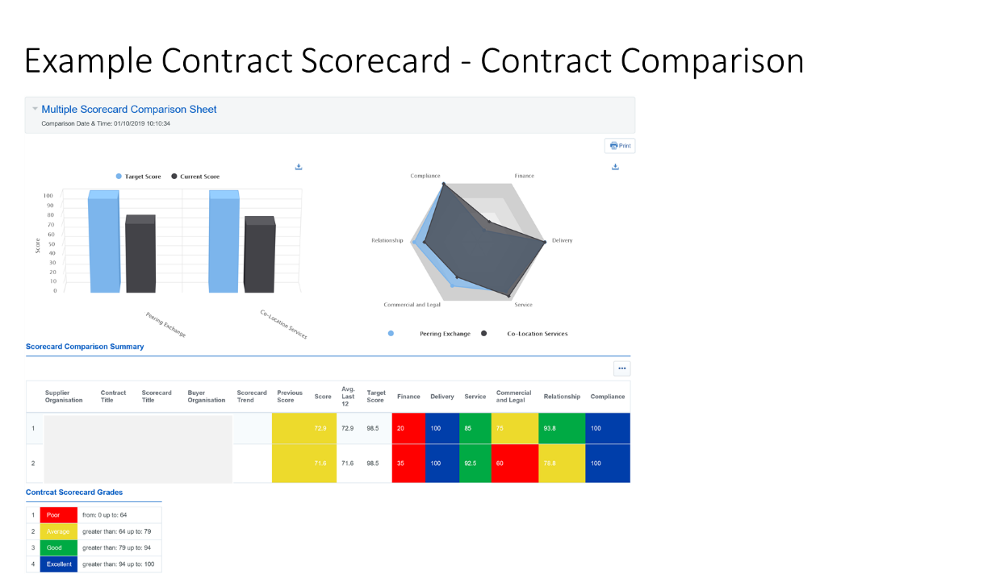 Example Contract Scorecard - Contract Comparison
Multiple Scorecard Comparison Sheet
Comparison Date & Time: 01/10/2019 10:10:34
Print
Target Score Current Score
100
90
80
70
60
50
40
30
20
10
0
Score
Peering Exchange
Co-Location Services
Compliance Finance
Relationship Delivery
Commercial and Legal Service
Peering Exchange Co-Location Services
Scorecard Comparison Summary
Supplier Organisation Contract Title Scorecard Title Buyer Organisation Scorecard Trend Previous Score Score Avg. Last 12 Target Score Finance Delivery Service Commercial and Legal Relationship Compliance
1 72.9 72.9 98.5 20 100 85 75 93.8 100
2 71.6 71.6 98.5 35 100 92.5 60 78.8 100
Contrcat Scorecard Grades
1 Poor from: 0 up to: 64
2 Average greater than: 64 up to: 79
3 Good greater than: 79 up to: 94
4 Excellent greater than: 94 up to: 100